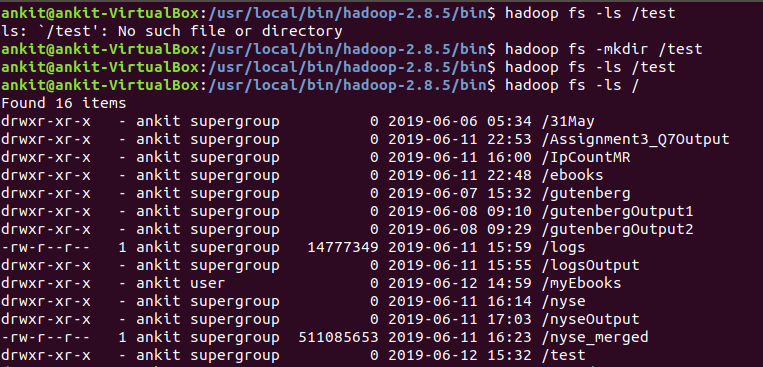 ankit@ankit-VirtualBox:/usr/local/bin/hadoop-2.8.5/bin$ hadoop fs -ls /test
ls: `/test': No such file or directory
ankit@ankit-VirtualBox:/usr/local/bin/hadoop-2.8.5/bin$ hadoop fs -mkdir /test
ankit@ankit-VirtualBox:/usr/local/bin/hadoop-2.8.5/bin$ hadoop fs -ls /test
ankit@ankit-VirtualBox:/usr/local/bin/hadoop-2.8.5/bin$ hadoop fs -ls /
Found 16 items
drwxr-xr-x   - ankit supergroup          0 2019-06-06 05:34 /31May
drwxr-xr-x   - ankit supergroup          0 2019-06-11 22:53 /Assignment3_Q7Output
drwxr-xr-x   - ankit supergroup          0 2019-06-11 16:00 /IpCountMR
drwxr-xr-x   - ankit supergroup          0 2019-06-11 22:48 /ebooks
drwxr-xr-x   - ankit supergroup          0 2019-06-07 15:32 /gutenberg
drwxr-xr-x   - ankit supergroup          0 2019-06-08 09:10 /gutenbergOutput1
drwxr-xr-x   - ankit supergroup          0 2019-06-08 09:29 /gutenbergOutput2
-rw-r--r--   1 ankit supergroup   14777349 2019-06-11 15:59 /logs
drwxr-xr-x   - ankit supergroup          0 2019-06-11 15:55 /logsOutput
drwxr-xr-x   - ankit user                0 2019-06-12 14:59 /myEbooks
drwxr-xr-x   - ankit supergroup          0 2019-06-11 16:14 /nyse
drwxr-xr-x   - ankit supergroup          0 2019-06-11 17:03 /nyseOutput
-rw-r--r--   1 ankit supergroup  511085653 2019-06-11 16:23 /nyse_merged
drwxr-xr-x   - ankit supergroup          0 2019-06-12 15:32 /test